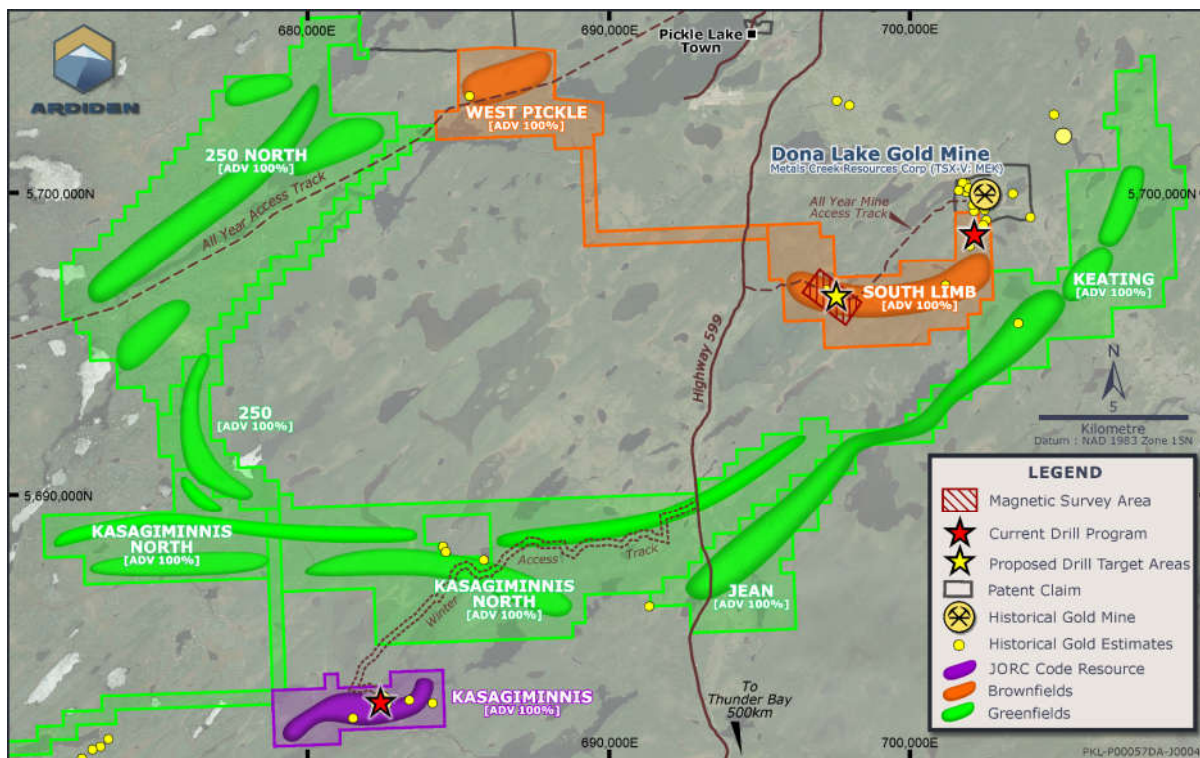 680,000E
690,000E
700,000E
Pickle Lake
Town
ARDIDEN
WEST PICKLE
[ADV 100%]
250 NORTH
[ADV 100%]
Dona Lake Gold Mine
Metals Creek Resources Corp (TSX-V: MEK)
5,700,000N
5,700,000N
All Year Access Track
All Year Mine
Access Track
KEATING
[ADV 100%]
SOUTH LIMB
[ADV 100%]
Highway 599
N
5
Kilometre
Datum : NAD 1983 Zone 15N
250
[ADV 100%]
5,690,000N
KASAGIMINNIS
NORTH
[ADV 100%]
Winter Access Track
KASAGIMINNIS
NORTH
[ADV 100%]
JEAN
[ADV 100%]
KASAGIMINNIS
[ADV 100%]
To
Thunder Bay
500km
680,000E
690,000E
700,000E
LEGEND
Magnetic Survey Area
Current Drill Program
Proposed Drill Target Areas
Patent Claim
Historical Gold Mine
Historical Gold Estimates
JORC Code Resource
Brownfields
Greenfields
PKL-P00057DA-J0004